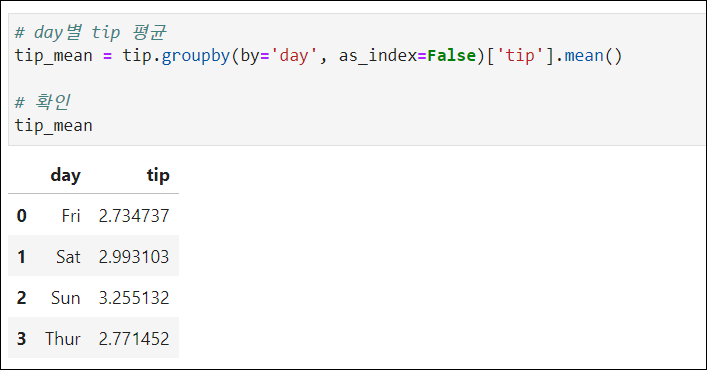 # day별 tip 평균
tip_mean = tip.groupby(by='day', as_index=False)['tip'].mean()
# 확인
tip_mean
day tip
0 Fri 2.734737
1 Sat 2.993103
2 Sun 3.255132
3 Thur 2.771452